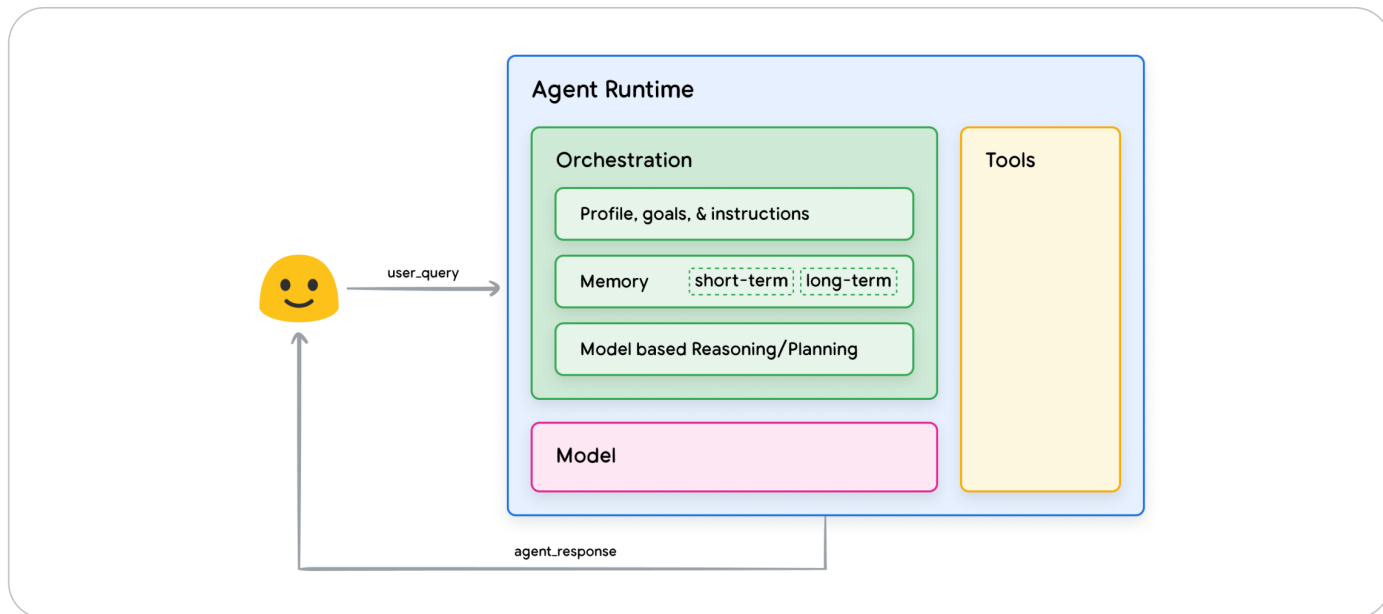 Agent Runtime
Orchestration
Tools
Profile, goals, & instructions
user_query
Memory short-term long-term
Model based Reasoning/Planning
Model
agent_response